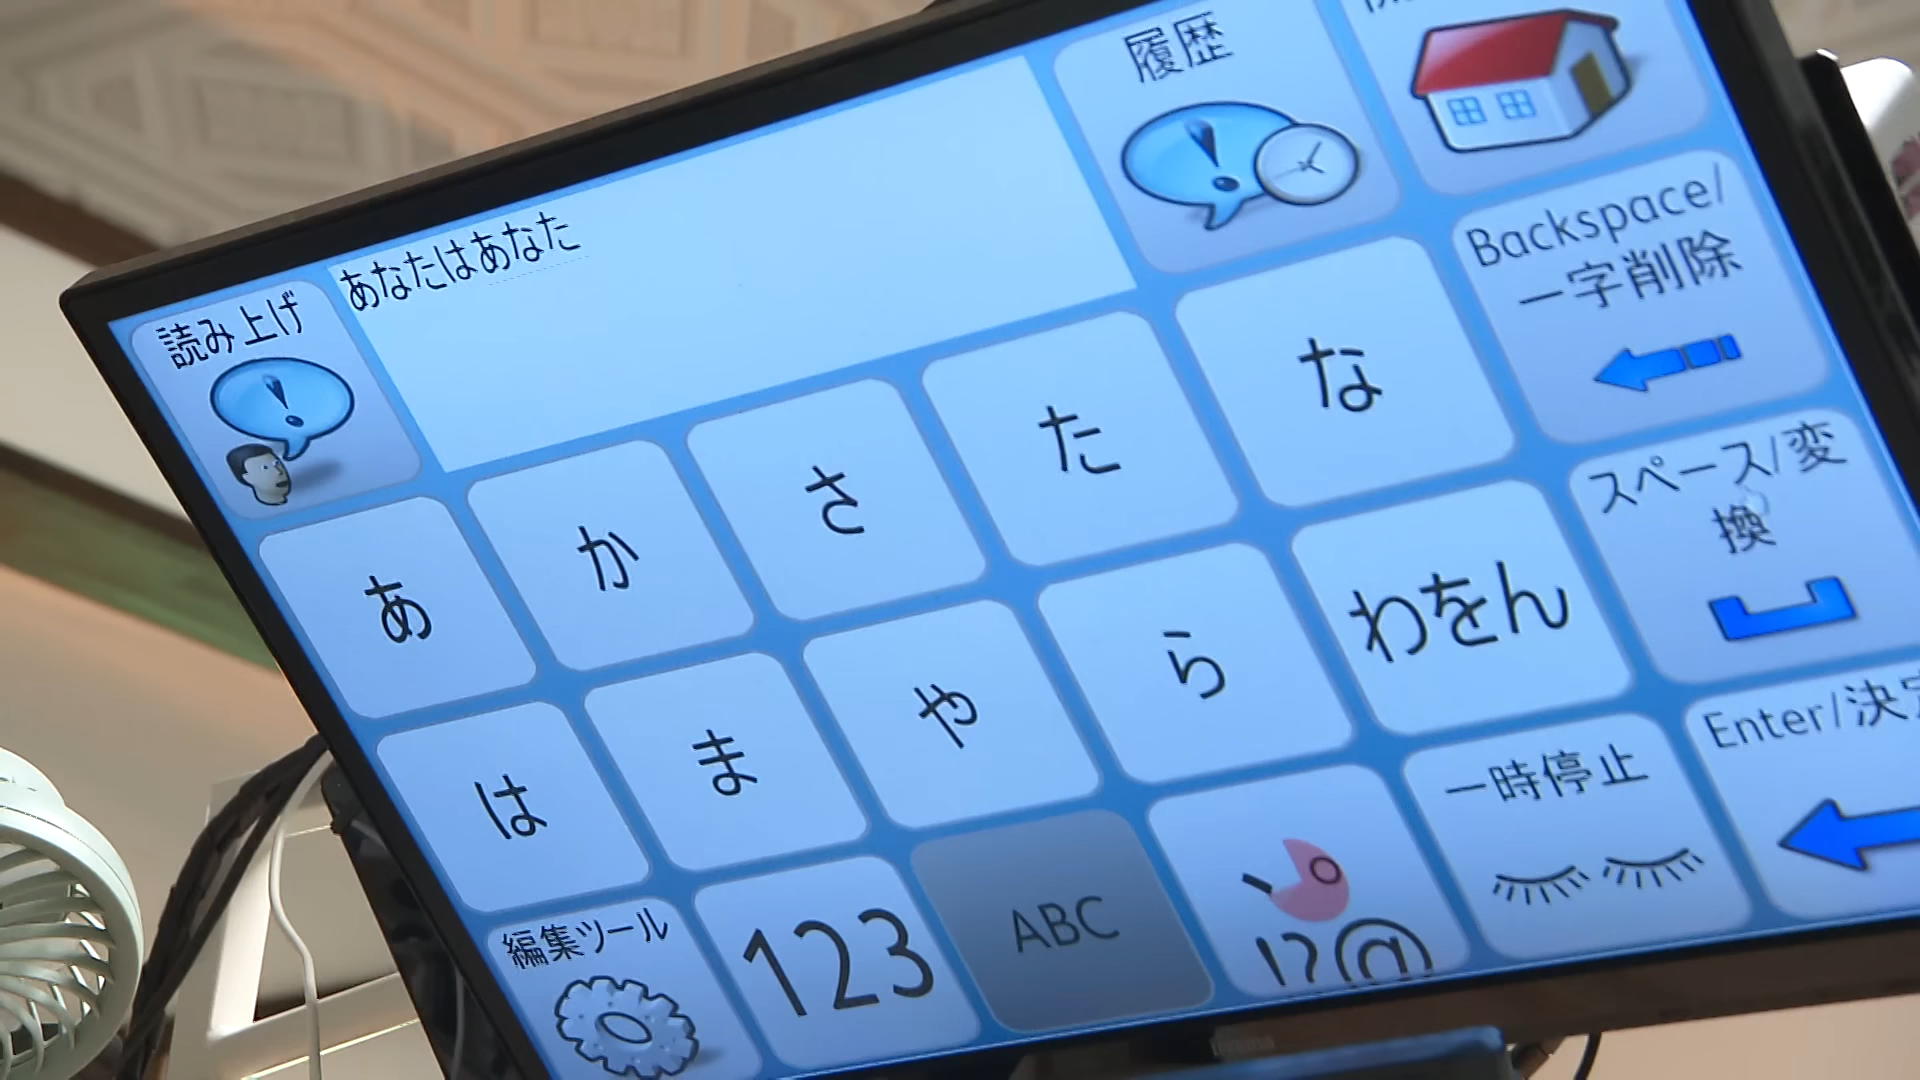 履歴
読み上げ
あなたはあなた
Backspace/
一字削除
あ
か
さ
た
な
スペース/変
換
は
ま
や
ら
わをん
Enter/決定
編集ツール
123
ABC
!?@
一時停止